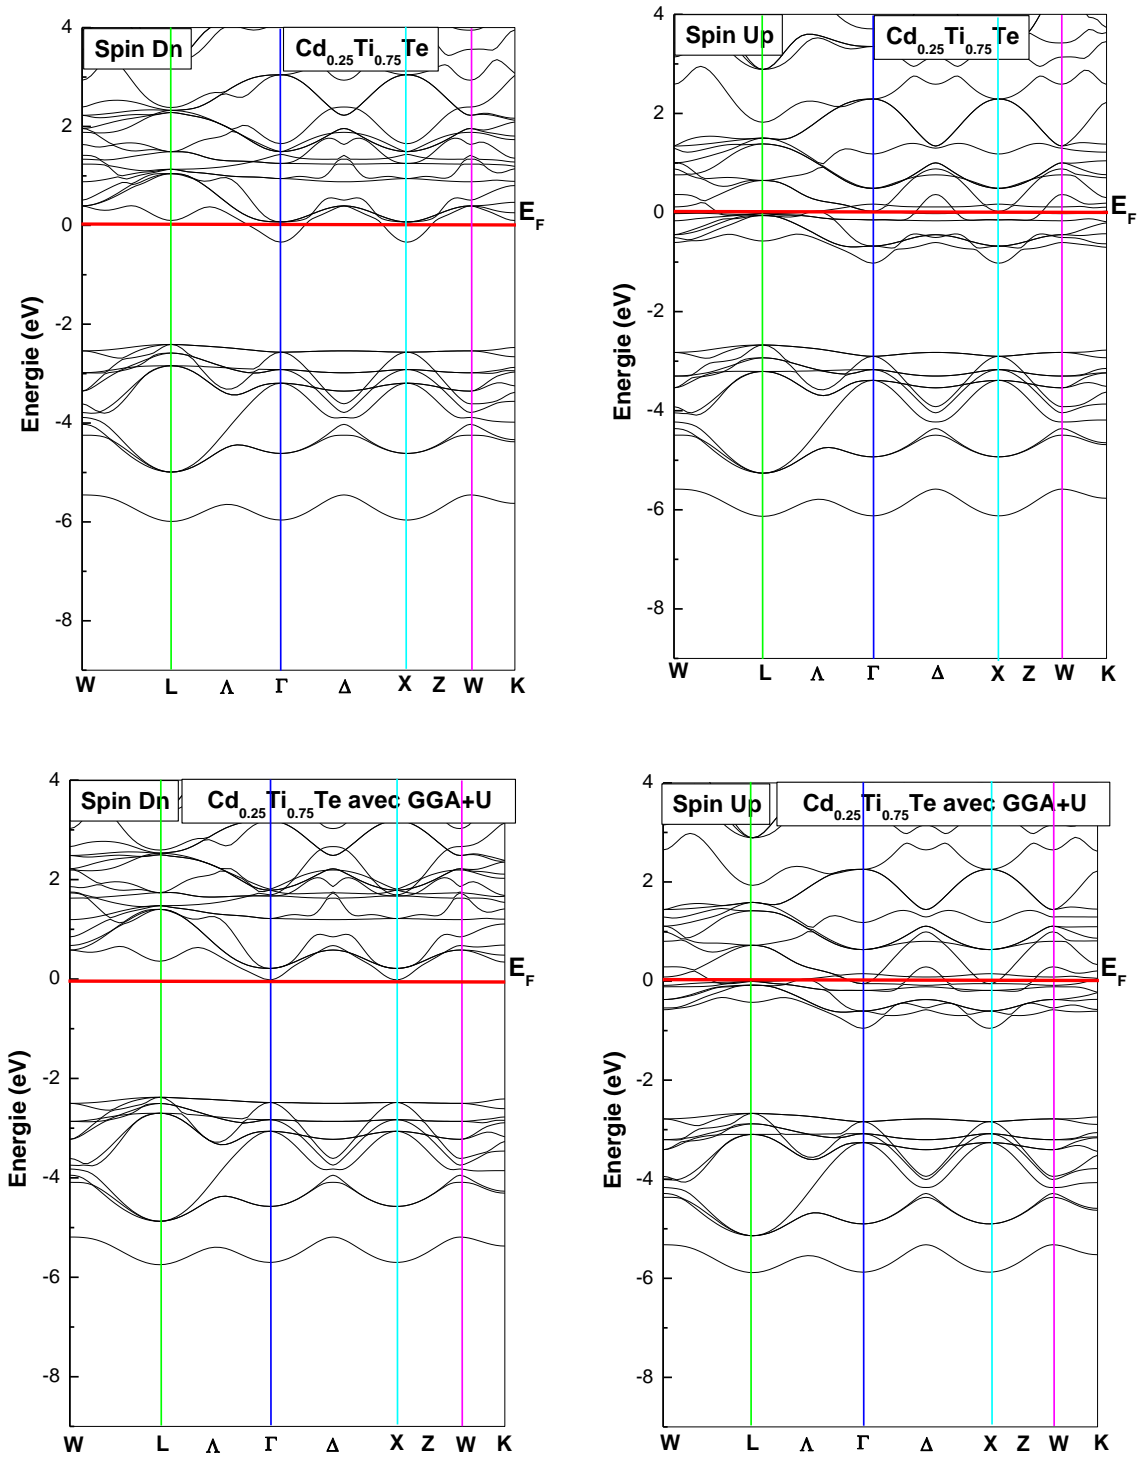 Spin Dn
Cd0.25Ti0.75Te
4
2
0
-2
-4
-6
-8
Energie (eV)
EF
W L Λ Γ Δ X Z W K
Spin Up
Cd0.25Ti0.75Te
4
2
0
-2
-4
-6
-8
Energie (eV)
EF
W L Λ Γ Δ X Z W K
Spin Dn
Cd0.25Ti0.75Te avec GGA+U
4
2
0
-2
-4
-6
-8
Energie (eV)
EF
W L Λ Γ Δ X Z W K
Spin Up
Cd0.25Ti0.75Te avec GGA+U
4
2
0
-2
-4
-6
-8
Energie (eV)
EF
W L Λ Γ Δ X Z W K